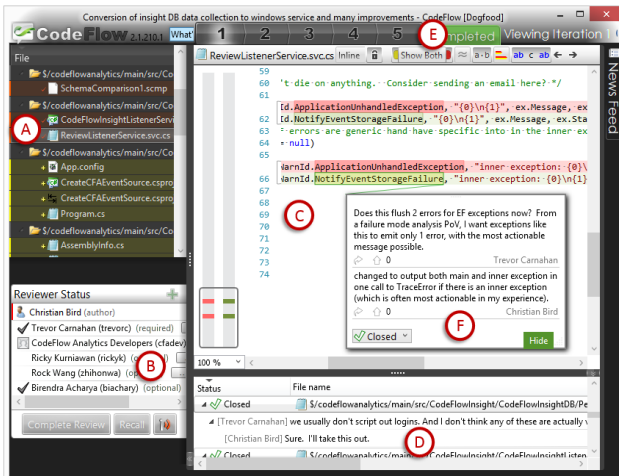 Conversion of insight DB data collection to windows service and many improvements - CodeFlow [Dogfood]
CodeFlow 2.1.210.1 What'
1 2 3 4 5 E mpleted Viewing Iteration 1
File
$/codeflowanalytics/main/src/Co
SchemaComparison1.scmp
$/codeflowanalytics/main/src/Co
A
CodeFlowInsightListenerServi
ReviewListenerService.svc.cs
$/codeflowanalytics/main/src/Co
App.config
CreateCFAEventSource.csproj
CreateCFAEventSource.csproj
Program.cs
$/codeflowanalytics/main/src/Co
AssemblyInfo.cs
ReviewListenerService.svc.cs Inline Show Both a-b ab c ab
News Feed
59
60 't die on anything. Consider sending an email here? */
61
Id.ApplicationUnhandledException, "{0}\n{1}", ex.Message, ex
62 Id.NotifyEventStorageFailure, "{0}\n{1}", ex.Message, ex.Sta
63 errors are generic hand have specific into in the inner ex
64 = null)
65
WarnId.ApplicationUnhandledException, "inner exception: {0}\
66 WarnId.NotifyEventStorageFailure, "inner exception: {0}\n{1}
67
68
69
70
71
72
73
74
C
Does this flush 2 errors for EF exceptions now? From
a failure mode analysis PoV, I want exceptions like
this to emit only 1 error, with the most actionable
message possible.
0 Trevor Carnahan
changed to output both main and inner exception in
one call to TraceError if there is an inner exception
(which is often most actionable in my experience).
0 Christian Bird
F
Closed Hide
100 %
Reviewer Status
Christian Bird (author)
Trevor Carnahan (trevorc) (required)
CodeFlow Analytics Developers (cfadev)
Ricky Kurniawan (rickyk)
Rock Wang (zhihonwa)
B
Birendra Acharya (biachary) (optional)
Complete Review Recall
Status File name
Closed $/codeflowanalytics/main/src/CodeFlowInsight/CodeFlowInsightDB/Pe
[Trevor Carnahan] we usually don't script out logins. And I don't think any of these are actually
[Christian Bird] Sure. I'll take this out.
D
Closed $/codeflowanalytics/main/src/CodeFlowInsight/CodeFlowInsightListen